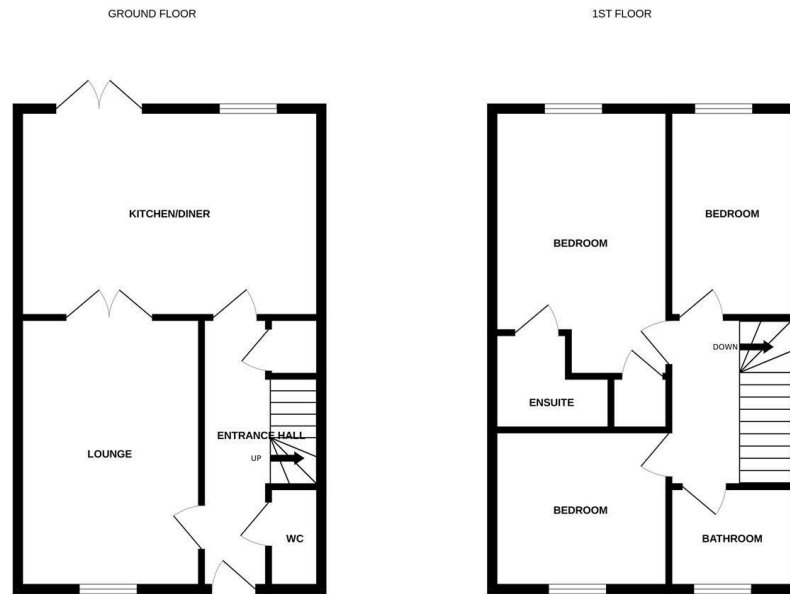 GROUND FLOOR
KITCHEN/DINER
LOUNGE
ENTRANCE HALL
UP
WC
1ST FLOOR
BEDROOM
BEDROOM
DOWN
ENSUITE
BEDROOM
BATHROOM